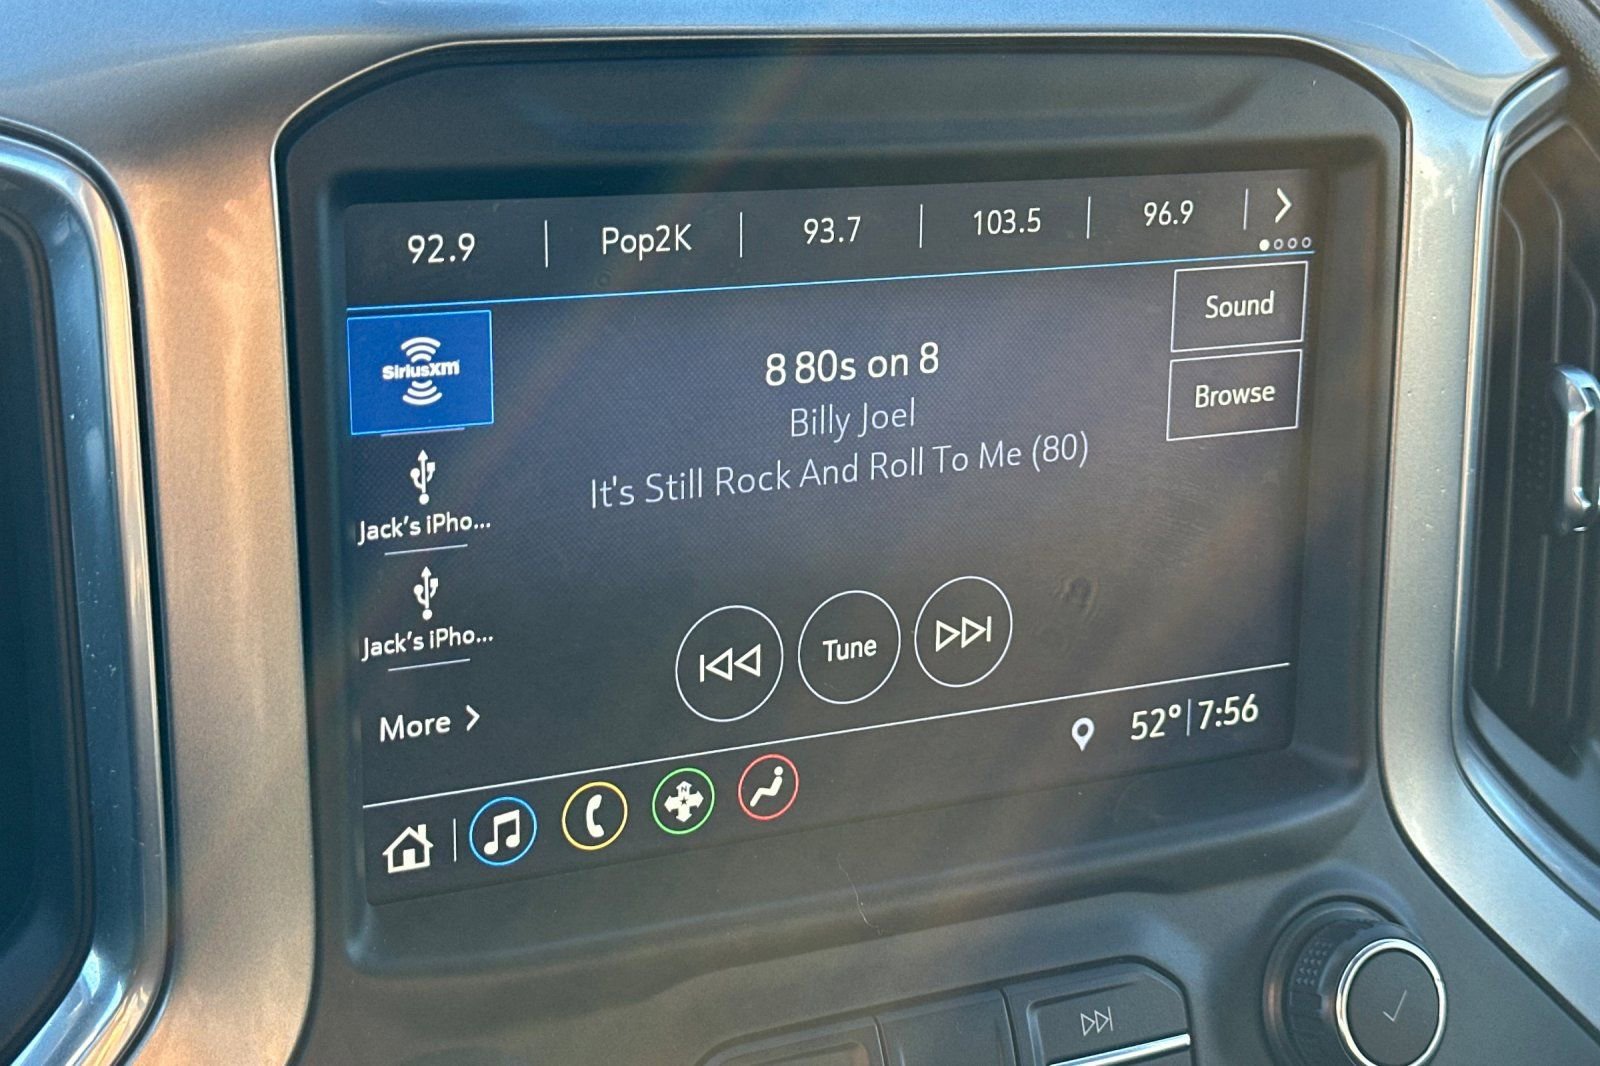 92.9 | Pop2K | 93.7 | 103.5 | 96.9
SiriusXM
Sound
Browse
8 80s on 8
Billy Joel
It's Still Rock And Roll To Me (80)
Jack's iPho...
Jack's iPho...
More
Tune
52° | 7:56
N